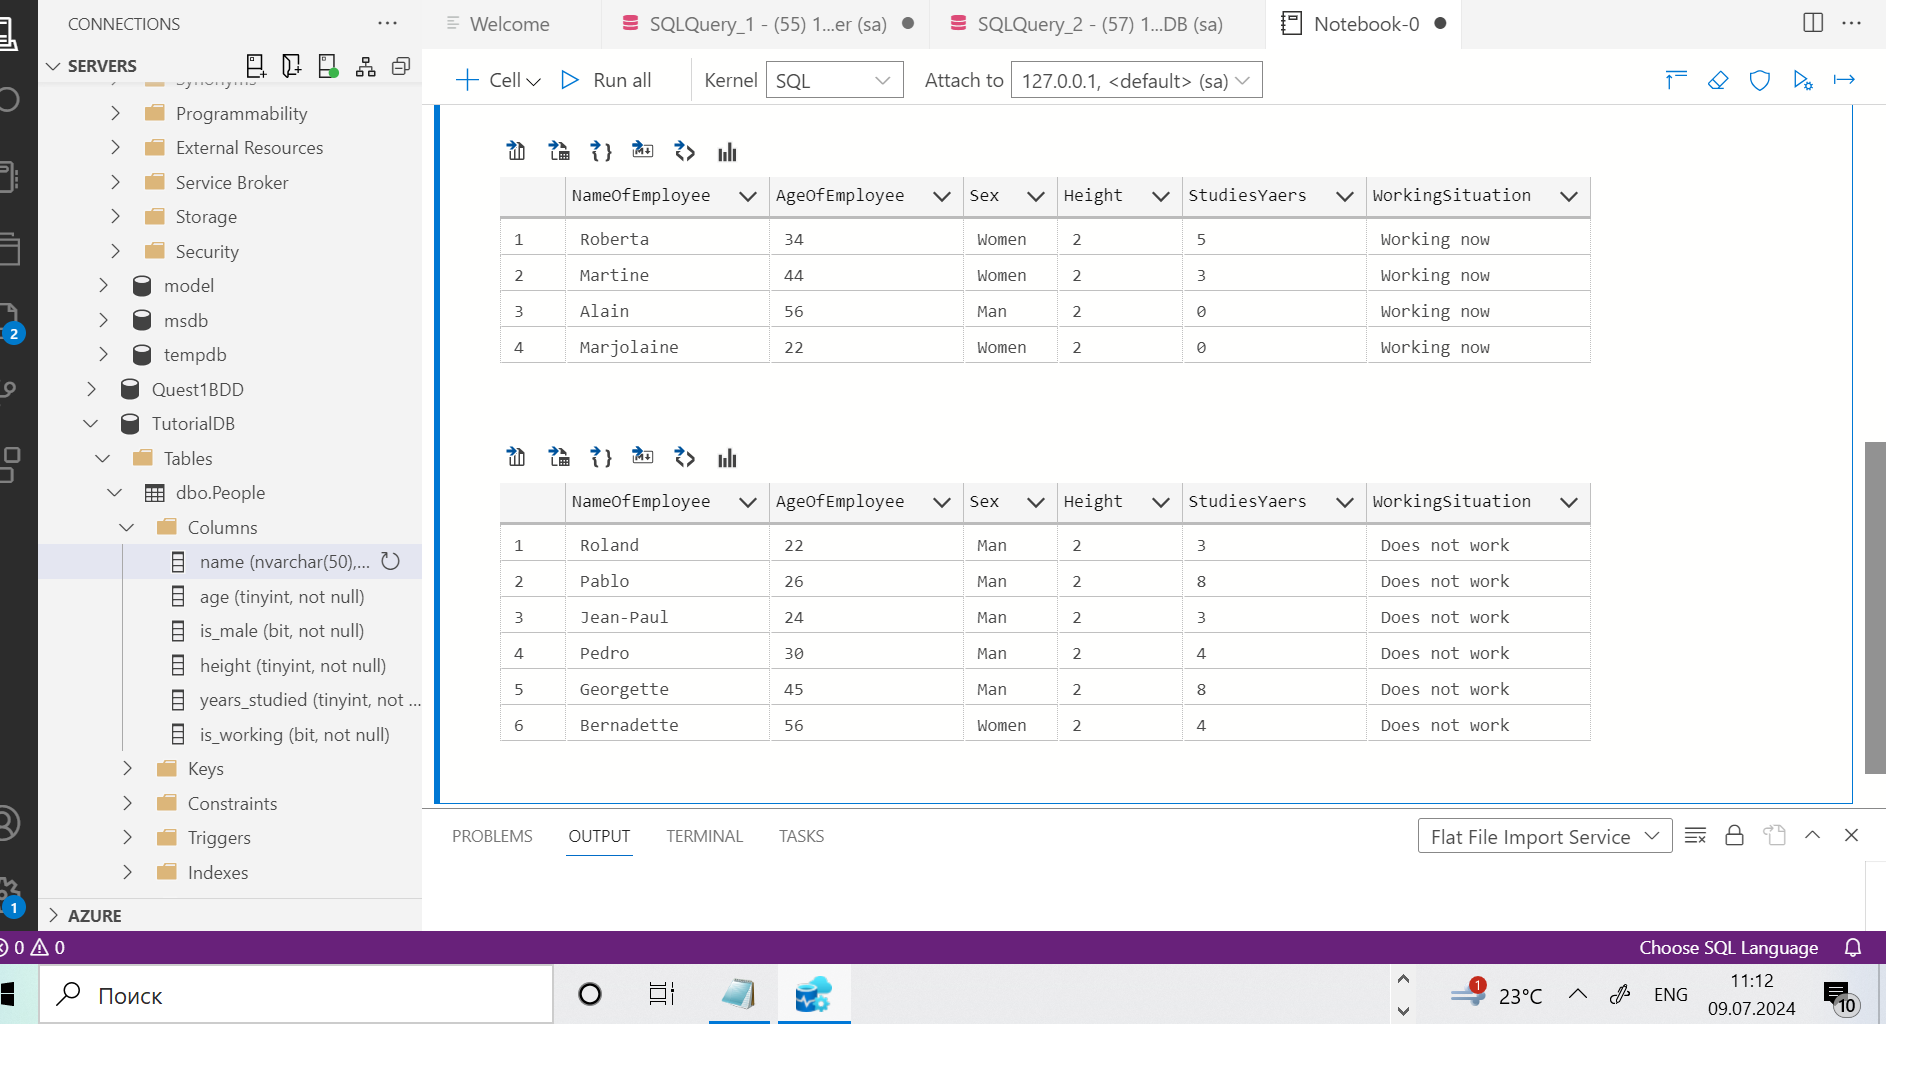 CONNECTIONS
SERVERS
Synonyms
Programmability
External Resources
Service Broker
Storage
Security
model
msdb
tempdb
Quest1BDD
TutorialDB
Tables
dbo.People
Columns
name (nvarchar(50),...
age (tinyint, not null)
is_male (bit, not null)
height (tinyint, not null)
years_studied (tinyint, not ...
is_working (bit, not null)
Keys
Constraints
Triggers
Indexes
AZURE
2
1
Welcome SQLQuery_1 - (55) 1...er (sa) SQLQuery_2 - (57) 1...DB (sa) Notebook-0
Cell Run all Kernel SQL Attach to 127.0.0.1, <default> (sa)
NameOfEmployee AgeOfEmployee Sex Height StudiesYaers WorkingSituation
1 Roberta 34 Women 2 5 Working now
2 Martine 44 Women 2 3 Working now
3 Alain 56 Man 2 0 Working now
4 Marjolaine 22 Women 2 0 Working now
NameOfEmployee AgeOfEmployee Sex Height StudiesYaers WorkingSituation
1 Roland 22 Man 2 3 Does not work
2 Pablo 26 Man 2 8 Does not work
3 Jean-Paul 24 Man 2 3 Does not work
4 Pedro 30 Man 2 4 Does not work
5 Georgette 45 Man 2 8 Does not work
6 Bernadette 56 Women 2 4 Does not work
PROBLEMS OUTPUT TERMINAL TASKS Flat File Import Service
0 0 Choose SQL Language
Поиск 1 23°C ENG 11:12
09.07.2024 10